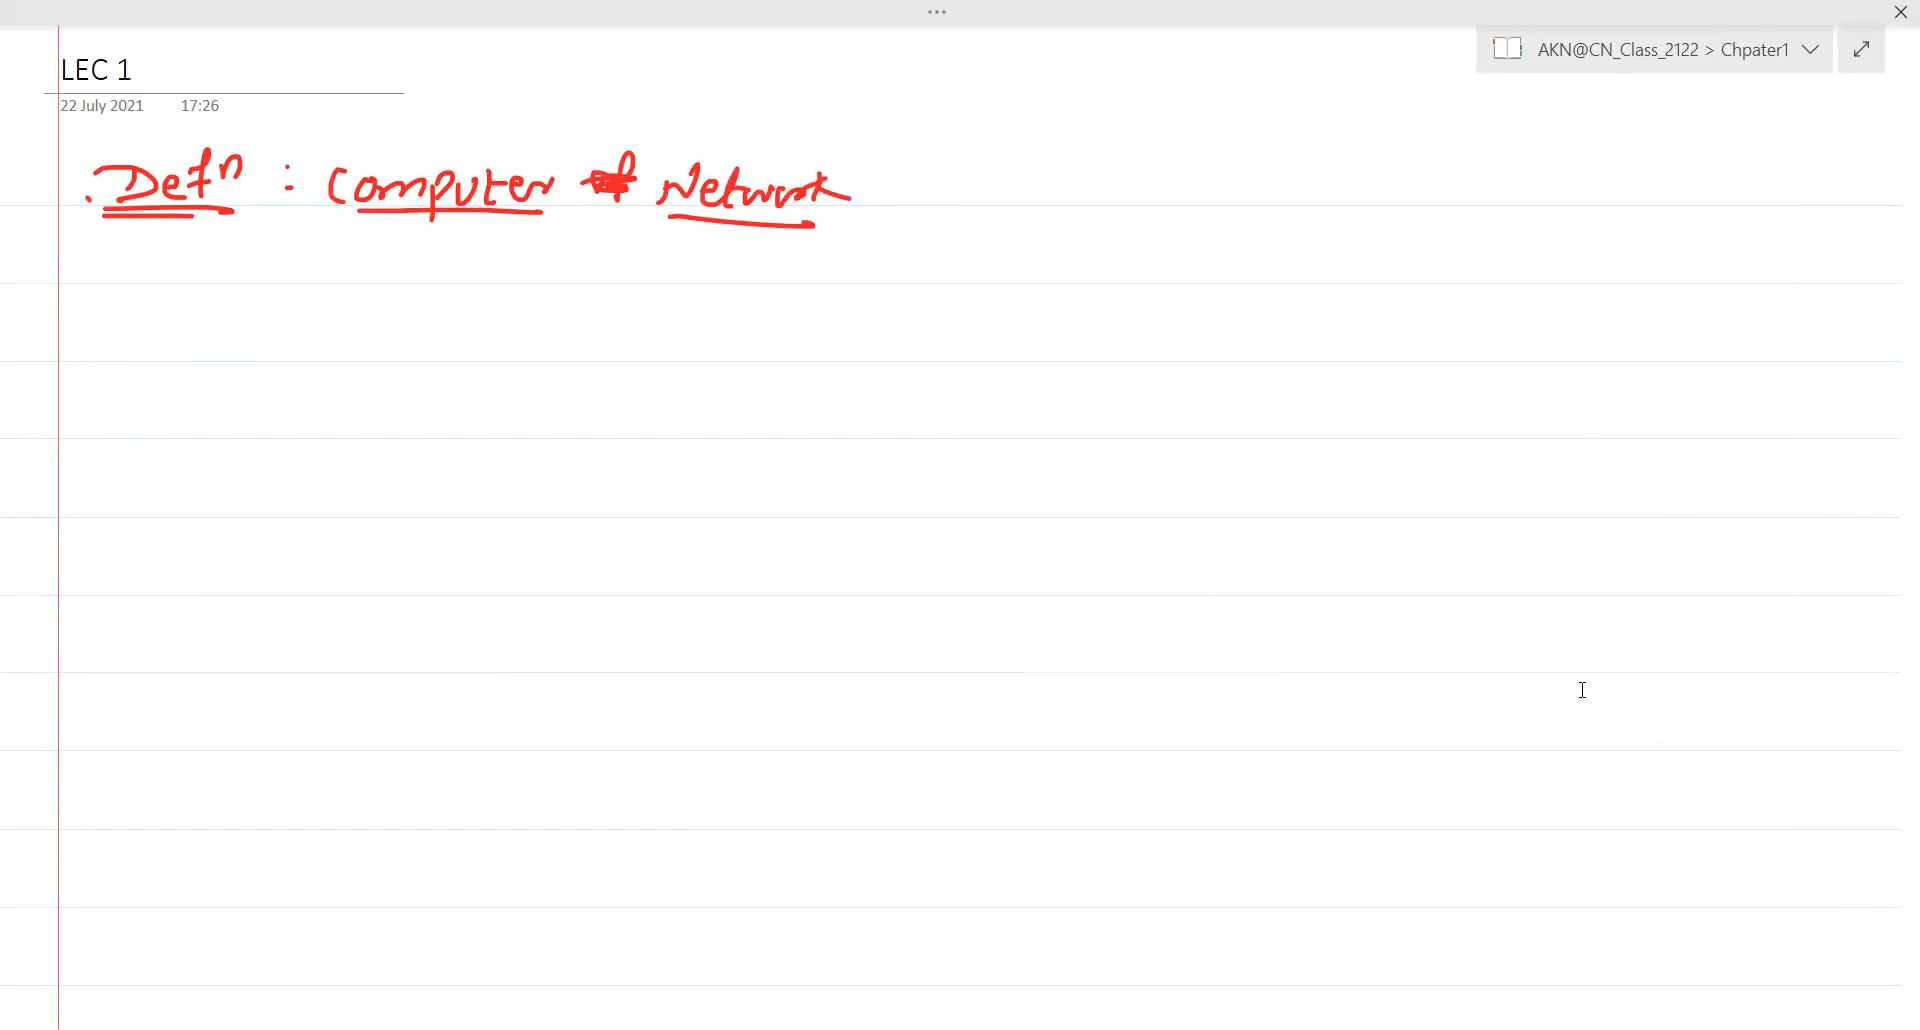 AKN@CN_Class_2122 > Chpater1
LEC 1
22 July 2021 17:26
. Defn : Computer Network